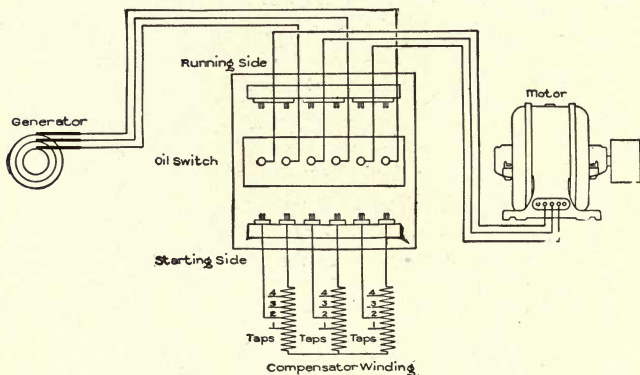 Running Side
Generator
Motor
Oil Switch
Starting Side
4
3
2
1
Taps
4
3
2
1
Taps
4
3
2
1
Taps
Compensator Winding